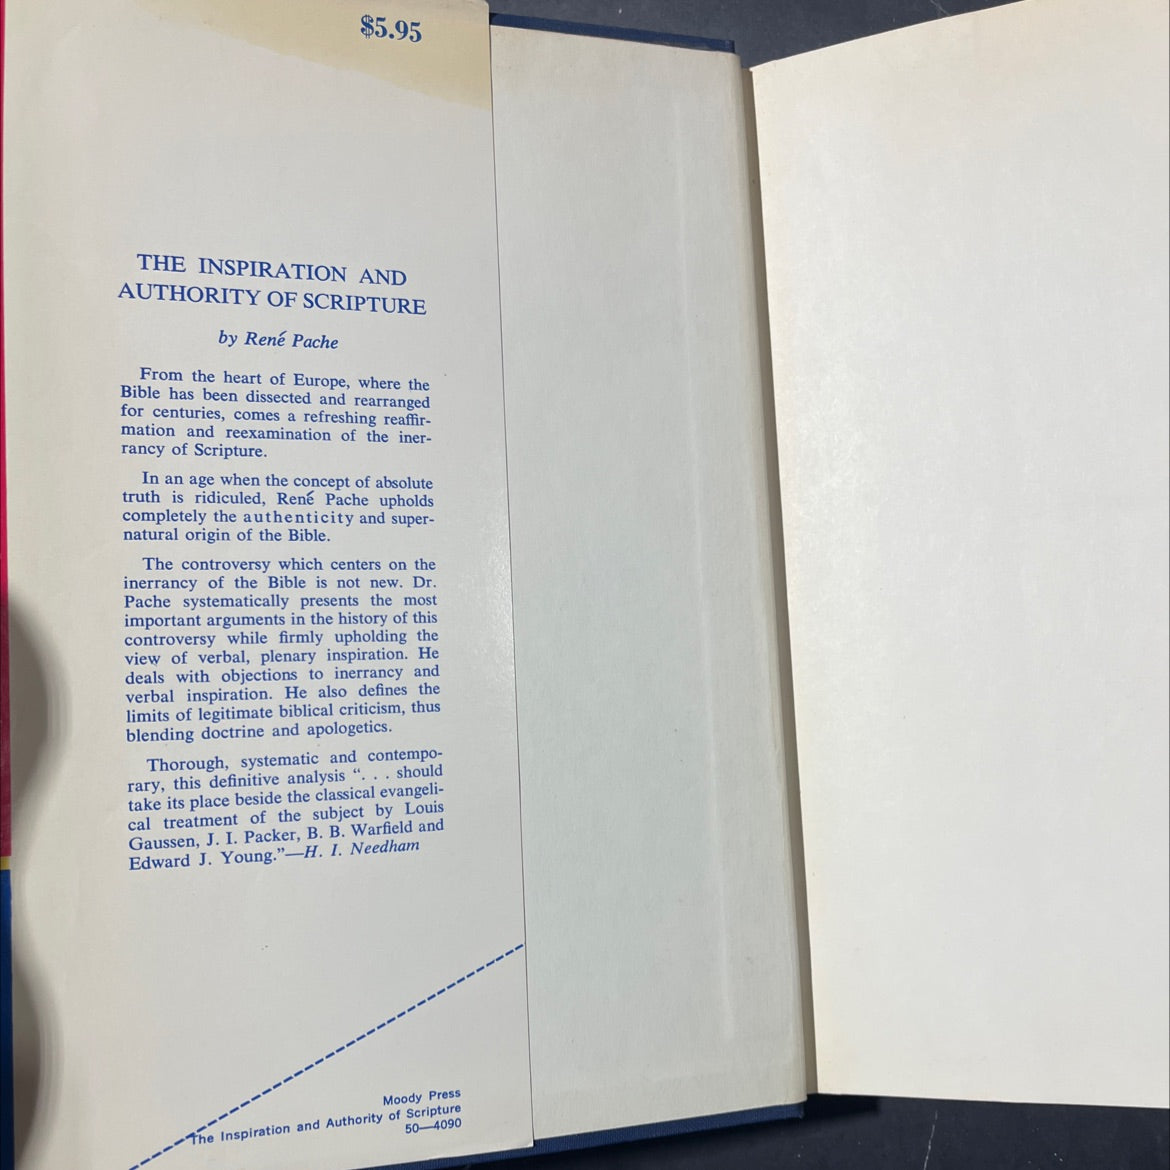 $5.95
THE INSPIRATION AND
AUTHORITY OF SCRIPTURE
by René Pache
From the heart of Europe, where the
Bible has been dissected and rearranged
for centuries, comes a refreshing reaffir-
mation and reexamination of the iner-
rancy of Scripture.
In an age when the concept of absolute
truth is ridiculed, René Pache upholds
completely the authenticity and super-
natural origin of the Bible.
The controversy which centers on the
inerrancy of the Bible is not new. Dr.
Pache systematically presents the most
important arguments in the history of this
controversy while firmly upholding the
view of verbal, plenary inspiration. He
deals with objections to inerrancy and
verbal inspiration. He also defines the
limits of legitimate biblical criticism, thus
blending doctrine and apologetics.
Thorough, systematic and contempo-
rary, this definitive analysis “. . . should
take its place beside the classical evangeli-
cal treatment of the subject by Louis
Gaussen, J. I. Packer, B. B. Warfield and
Edward J. Young.”—H. I. Needham
Moody Press
The Inspiration and Authority of Scripture
50—4090